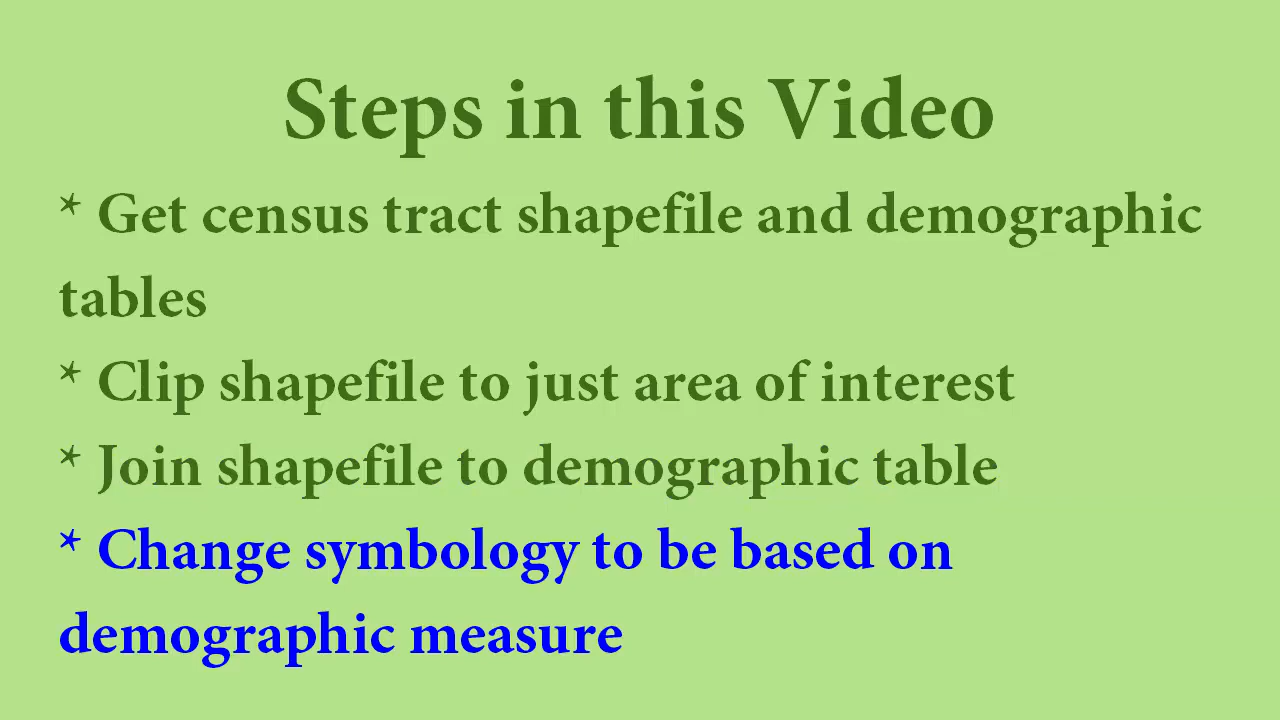 Steps in this Video
* Get census tract shapefile and demographic
tables
* Clip shapefile to just area of interest
* Join shapefile to demographic table
* Change symbology to be based on
demographic measure